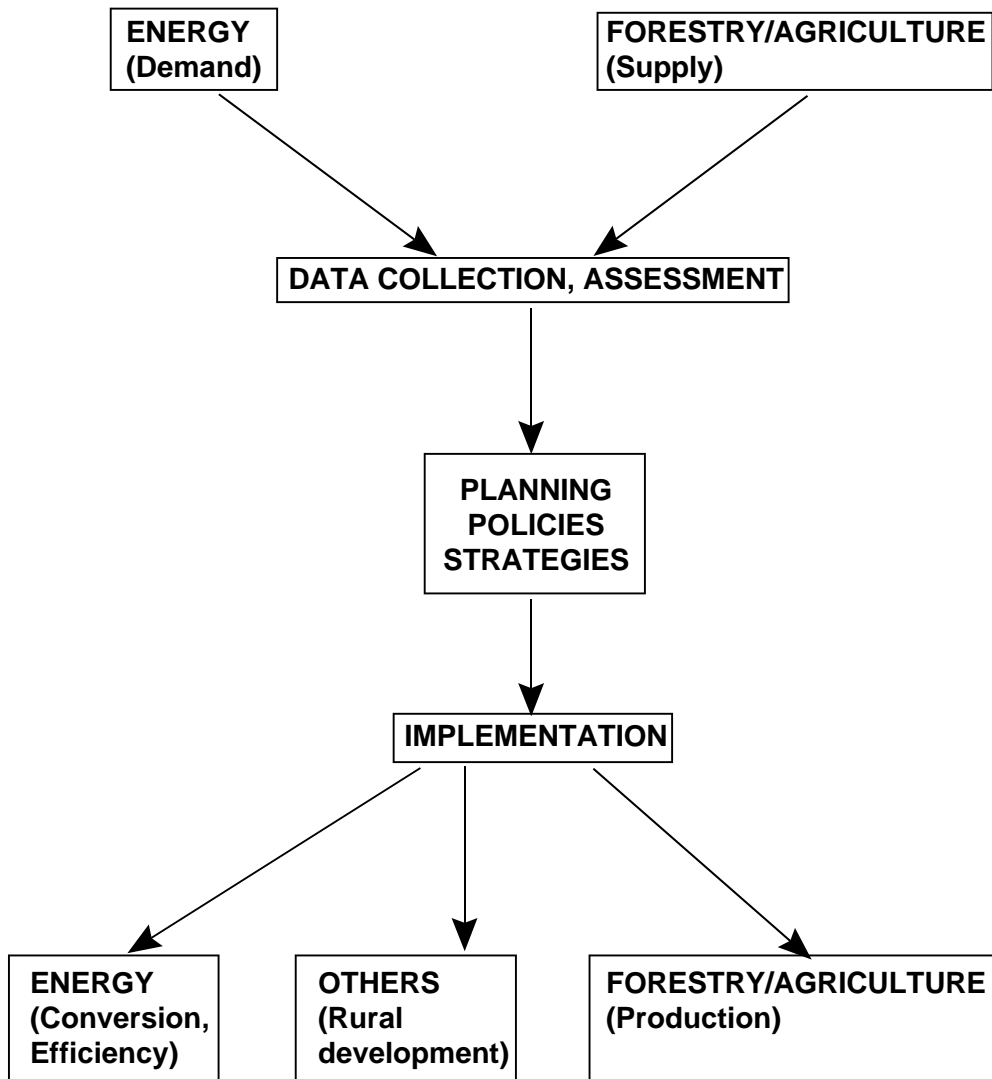 ENERGY
(Demand)
FORESTRY/AGRICULTURE
(Supply)
DATA COLLECTION, ASSESSMENT
PLANNING
POLICIES
STRATEGIES
IMPLEMENTATION
ENERGY
(Conversion,
Efficiency)
OTHERS
(Rural
development)
FORESTRY/AGRICULTURE
(Production)